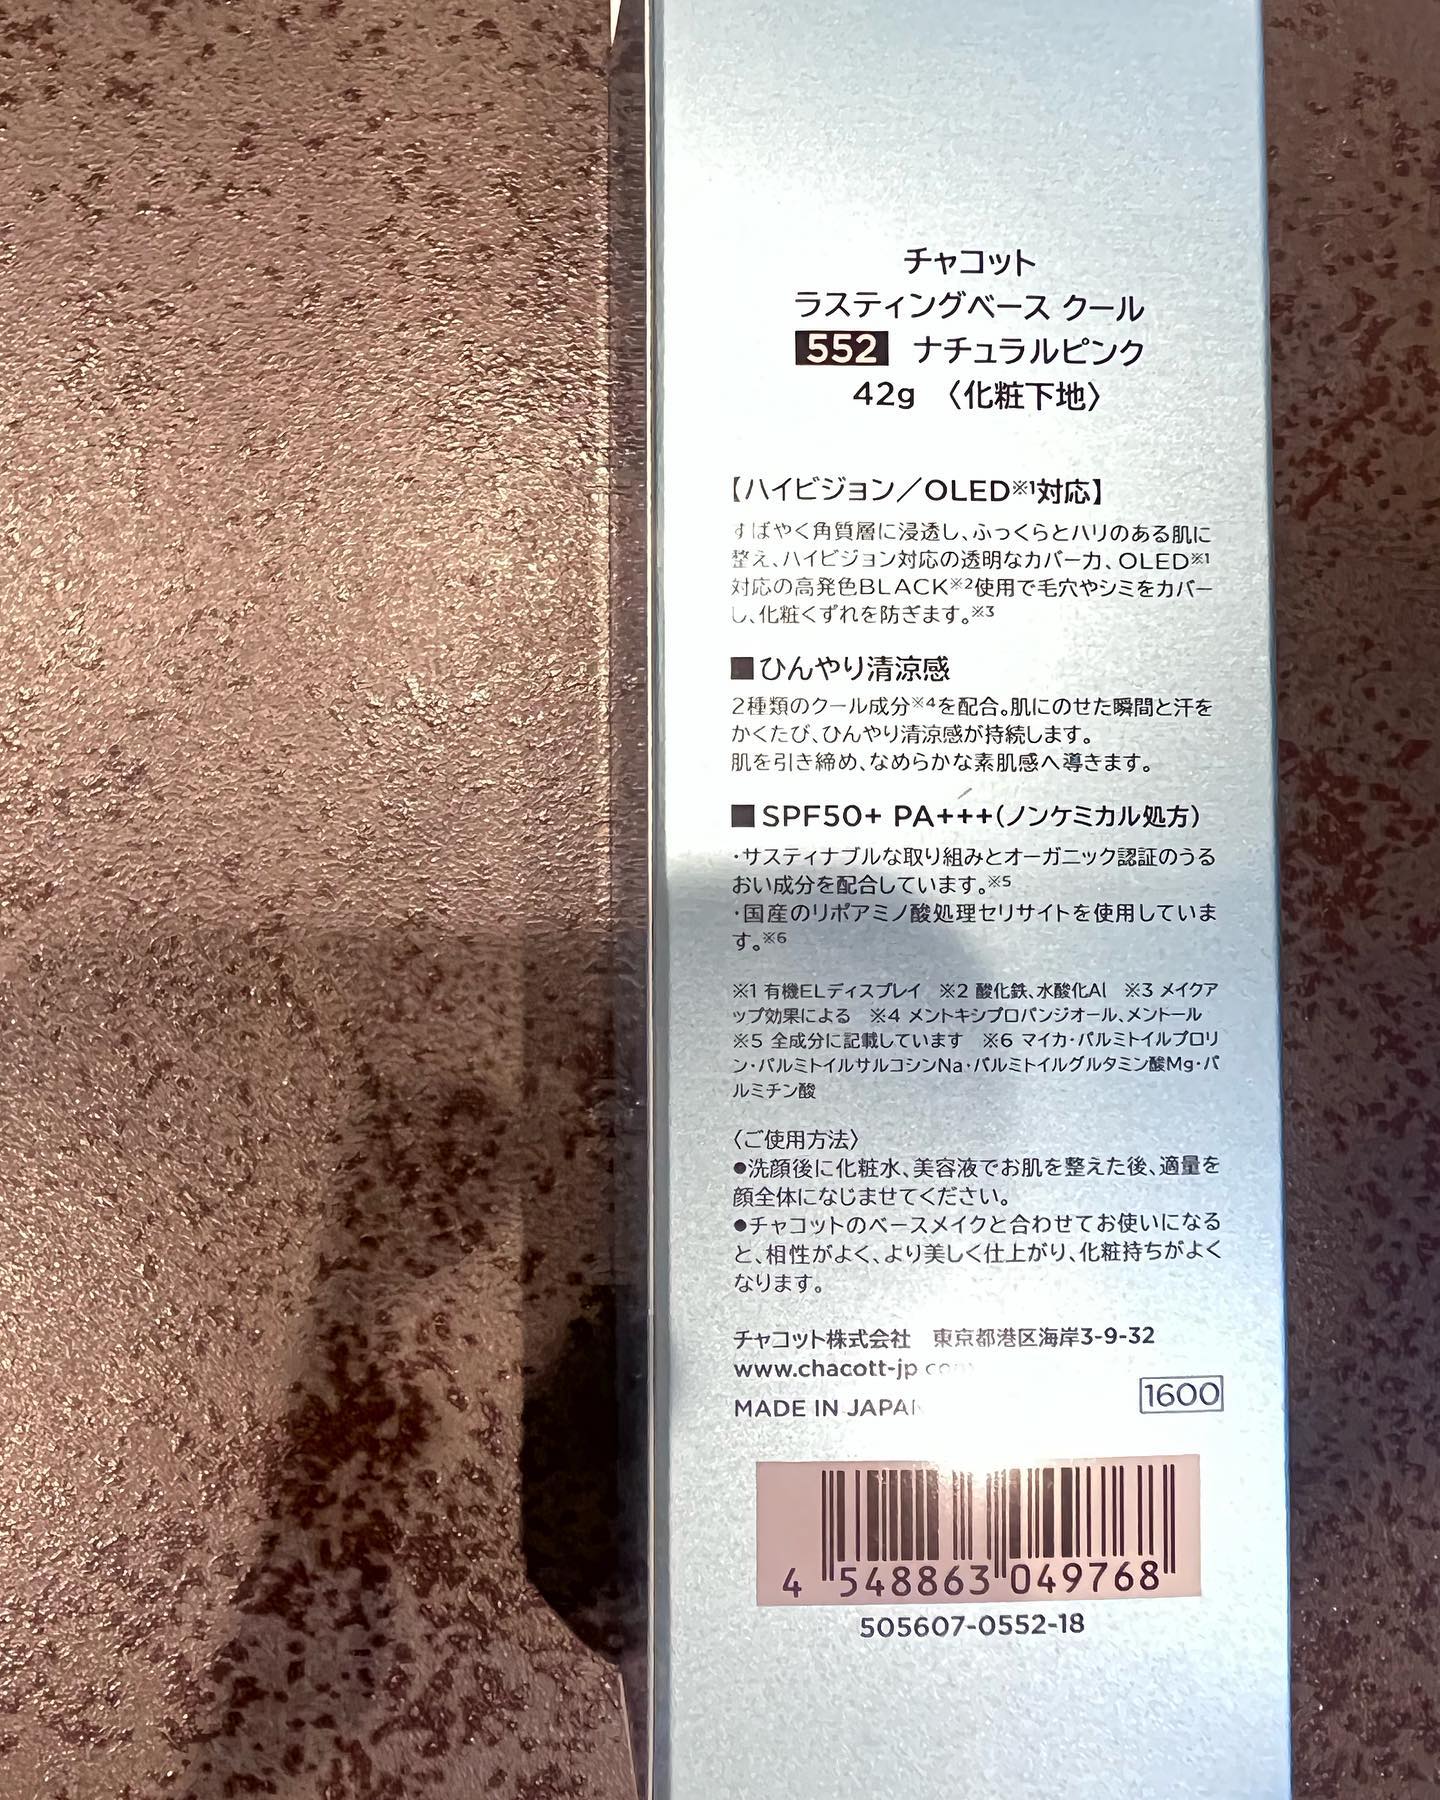 チャコット
ラスティングベース クール
552 ナチュラルピンク
42g 〈化粧下地〉
【ハイビジョン／OLED※1対応】
すばやく角質層に浸透し、ふっくらとハリのある肌に
整え、ハイビジョン対応の透明なカバー力、OLED※1
対応の高発色BLACK※2使用で毛穴やシミをカバー
し、化粧くずれを防ぎます。※3
■ひんやり清涼感
2種類のクール成分※4を配合。肌にのせた瞬間と汗を
かくたび、ひんやり清涼感が持続します。
肌を引き締め、なめらかな素肌感へ導きます。
■SPF50+ PA+++(ノンケミカル処方)
・サスティナブルな取り組みとオーガニック認証のうる
おい成分を配合しています。※5
・国産のリポアミノ酸処理セリサイトを使用していま
す。※6
※1 有機ELディスプレイ ※2 酸化鉄、水酸化Al ※3 メイクア
ップ効果による ※4 メントキシプロパンジオール、メントール
※5 全成分に記載しています ※6 マイカ・パルミトイルプロリ
ン・パルミトイルサルコシンNa・パルミトイルグルタミン酸Mg・パ
ルミチン酸
〈ご使用方法〉
●洗顔後に化粧水、美容液でお肌を整えた後、適量を
顔全体になじませてください。
●チャコットのベースメイクと合わせてお使いになる
と、相性がよく、より美しく仕上がり、化粧持ちがよく
なります。
チャコット株式会社 東京都港区海岸3-9-32
www.chacott-jp.com
MADE IN JAPAN
1600
4 548863 049768
505607-0552-18